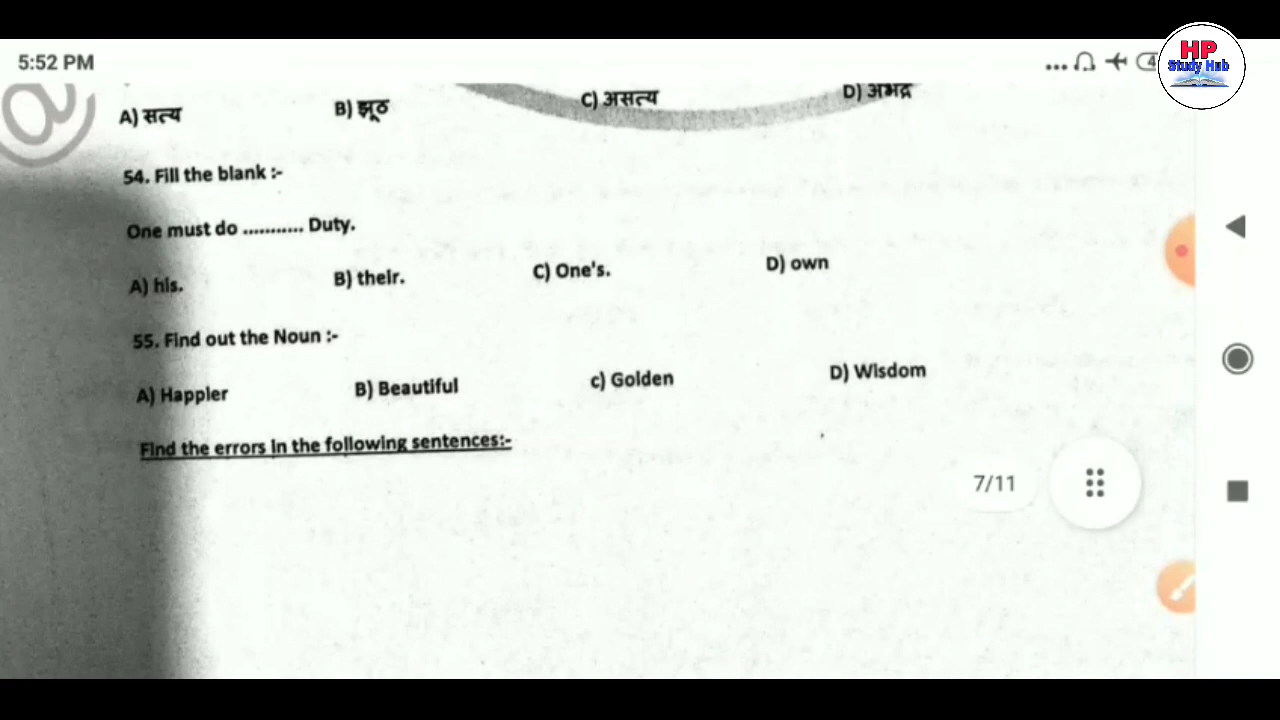 5:52 PM
HP
Study Hub
A) सत्य B) झूठ C) असत्य D) अभद्र
54. Fill the blank :-
One must do ........... Duty.
A) his. B) their. C) One's. D) own
55. Find out the Noun :-
A) Happier B) Beautiful c) Golden D) Wisdom
Find the errors in the following sentences:-
7/11